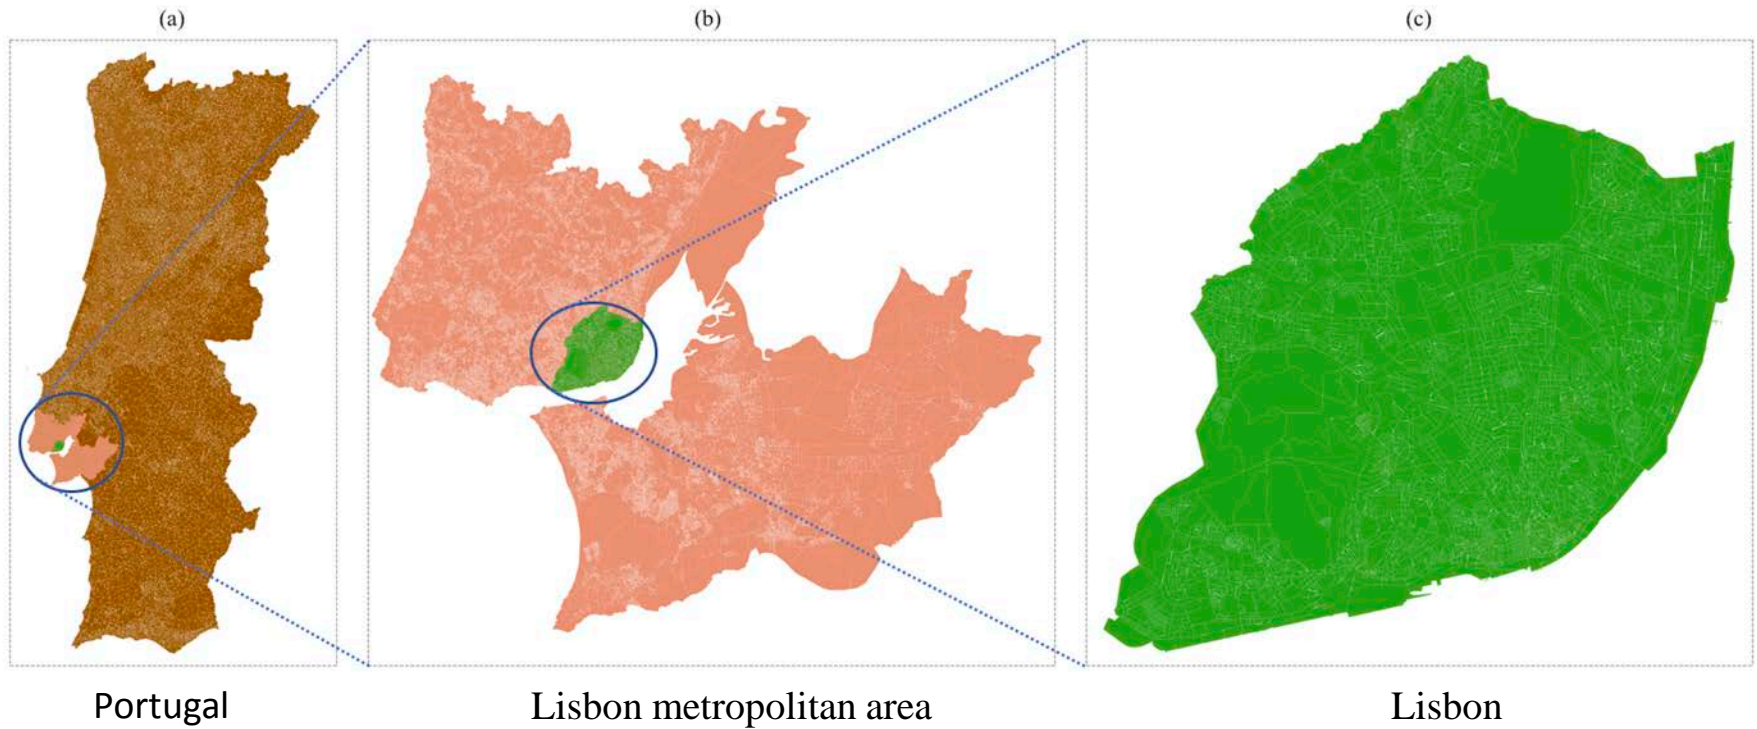 (a)
(b)
(c)
Portugal
Lisbon metropolitan area
Lisbon